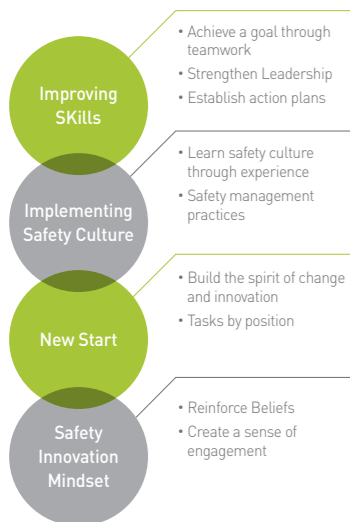 Improving
SKills
• Achieve a goal through
teamwork
• Strengthen Leadership
• Establish action plans
Implementing
Safety Culture
• Learn safety culture
through experience
• Safety management
practices
New Start
• Build the spirit of change
and innovation
• Tasks by position
Safety
Innovation
Mindset
• Reinforce Beliefs
• Create a sense of
engagement